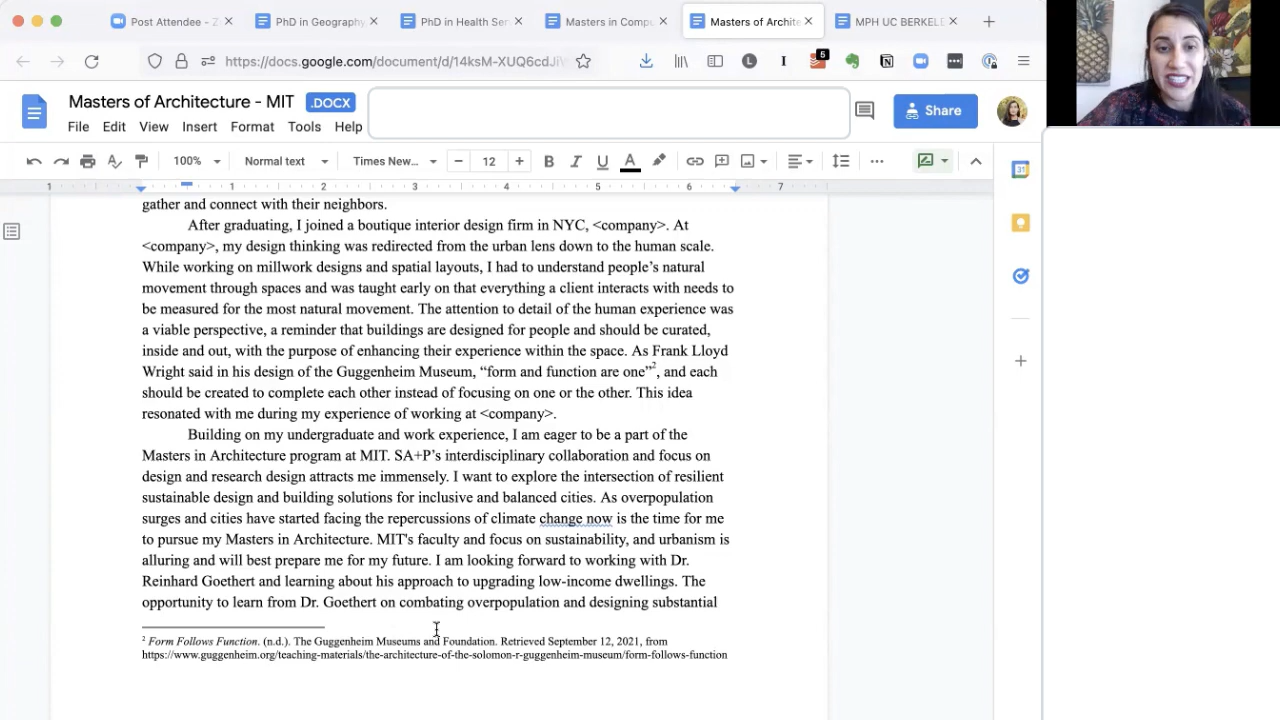 Post Attendee - Z
PhD in Geography
PhD in Health Ser
Masters in Compu
Masters of Archite
MPH UC BERKELE
https://docs.google.com/document/d/14ksM-XUQ6cdJi
L
I
6
Masters of Architecture - MIT .DOCX
Share
File Edit View Insert Format Tools Help
100% Normal text Times New... 12 B I U A
1 1 2 3 4 5 6 7
31
gather and connect with their neighbors.
After graduating, I joined a boutique interior design firm in NYC, <company>. At
<company>, my design thinking was redirected from the urban lens down to the human scale.
While working on millwork designs and spatial layouts, I had to understand people’s natural
movement through spaces and was taught early on that everything a client interacts with needs to
be measured for the most natural movement. The attention to detail of the human experience was
a viable perspective, a reminder that buildings are designed for people and should be curated,
inside and out, with the purpose of enhancing their experience within the space. As Frank Lloyd
Wright said in his design of the Guggenheim Museum, “form and function are one”2, and each
should be created to complete each other instead of focusing on one or the other. This idea
resonated with me during my experience of working at <company>.
Building on my undergraduate and work experience, I am eager to be a part of the
Masters in Architecture program at MIT. SA+P’s interdisciplinary collaboration and focus on
design and research design attracts me immensely. I want to explore the intersection of resilient
sustainable design and building solutions for inclusive and balanced cities. As overpopulation
surges and cities have started facing the repercussions of climate change now is the time for me
to pursue my Masters in Architecture. MIT's faculty and focus on sustainability, and urbanism is
alluring and will best prepare me for my future. I am looking forward to working with Dr.
Reinhard Goethert and learning about his approach to upgrading low-income dwellings. The
opportunity to learn from Dr. Goethert on combating overpopulation and designing substantial
2 Form Follows Function. (n.d.). The Guggenheim Museums and Foundation. Retrieved September 12, 2021, from
https://www.guggenheim.org/teaching-materials/the-architecture-of-the-solomon-r-guggenheim-museum/form-follows-function